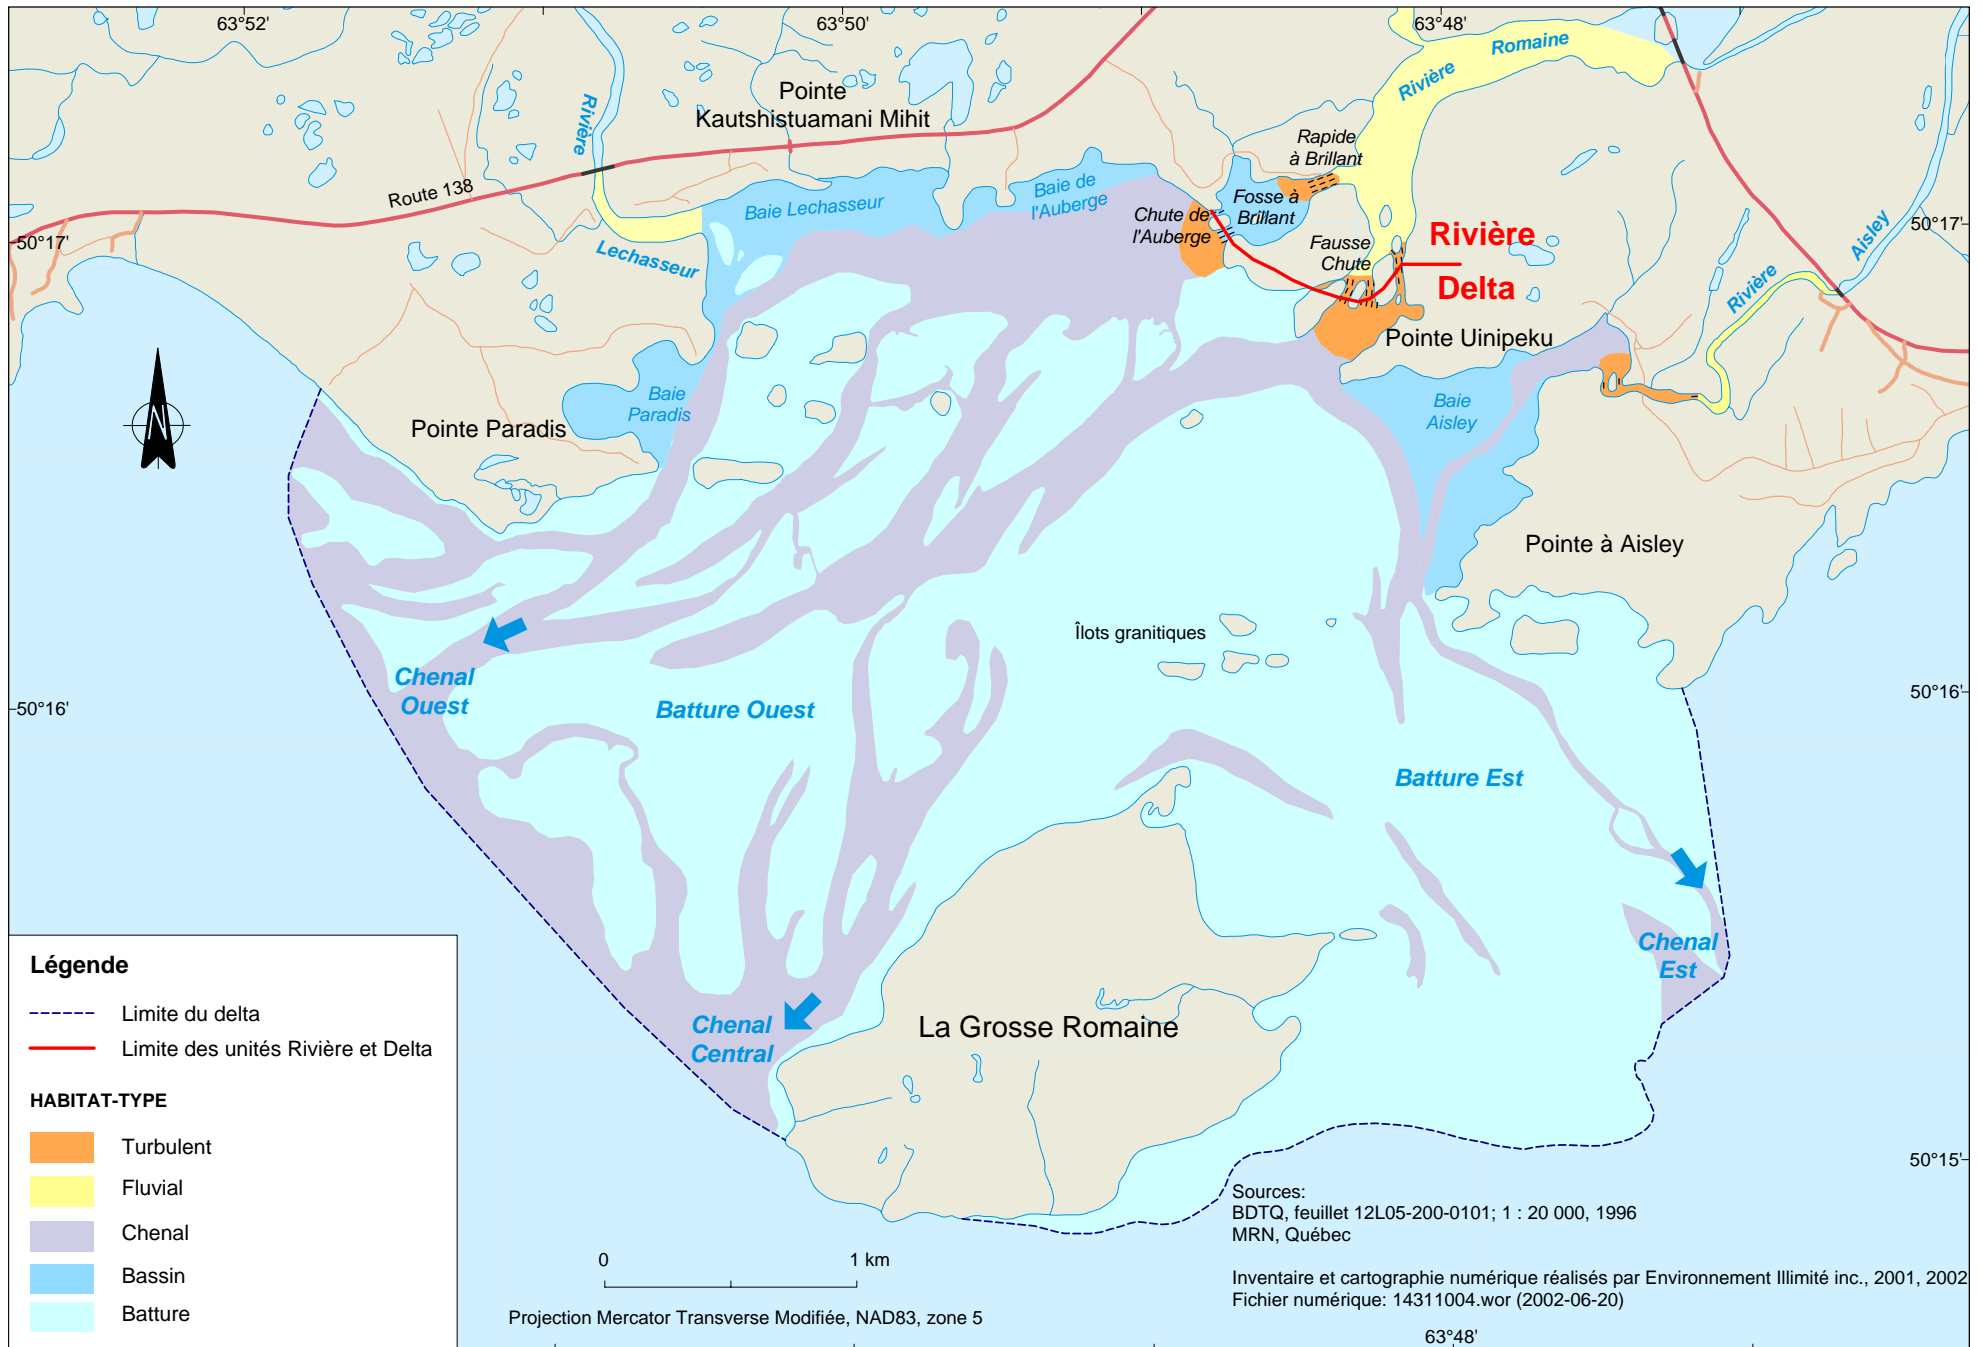 63°52'
63°50'
63°48'
Rivière
Romaine
Rivière
Pointe
Kautshistuamani Mihit
Rapide
à Brillant
Route 138
Baie Lechasseur
Baie de
l'Auberge
Chute de
l'Auberge
Fosse à
Brillant
Fausse
Chute
Rivière
Delta
Aisley
Rivière
50°17'
50°17'
Lechasseur
Pointe Uinipeku
Baie
Paradis
Baie
Aisley
Pointe Paradis
N
Pointe à Aisley
Îlots granitiques
Chenal
Ouest
50°16'
50°16'
Batture Ouest
Batture Est
Chenal
Est
Chenal
Central
La Grosse Romaine
50°15'
Légende
Limite du delta
Limite des unités Rivière et Delta
HABITAT-TYPE
Turbulent
Fluvial
Chenal
Bassin
Batture
0
1 km
Projection Mercator Transverse Modifiée, NAD83, zone 5
Sources:
BDTQ, feuillet 12L05-200-0101; 1 : 20 000, 1996
MRN, Québec
Inventaire et cartographie numérique réalisés par Environnement Illimité inc., 2001, 2002
Fichier numérique: 14311004.wor (2002-06-20)
63°48'